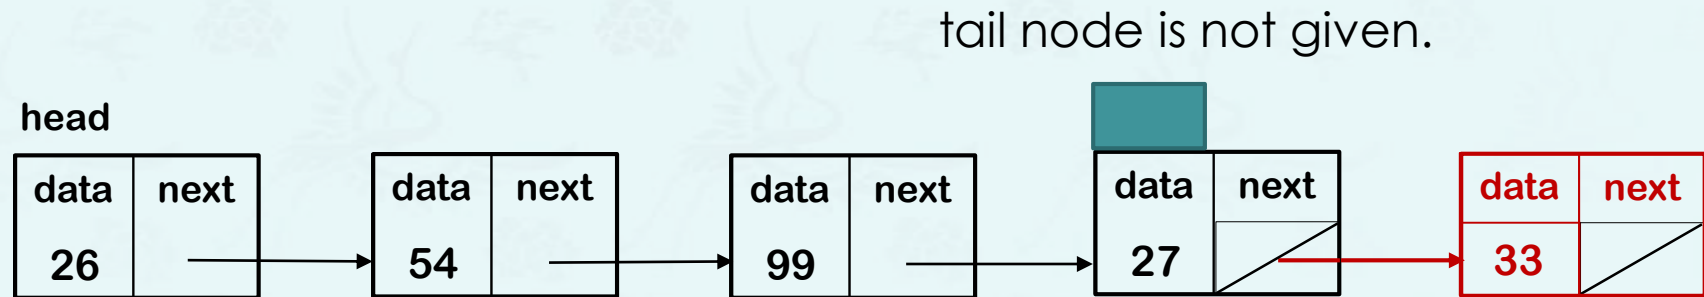 tail node is not given.
head
data next data next data next data next data next
26 54 99 27 33